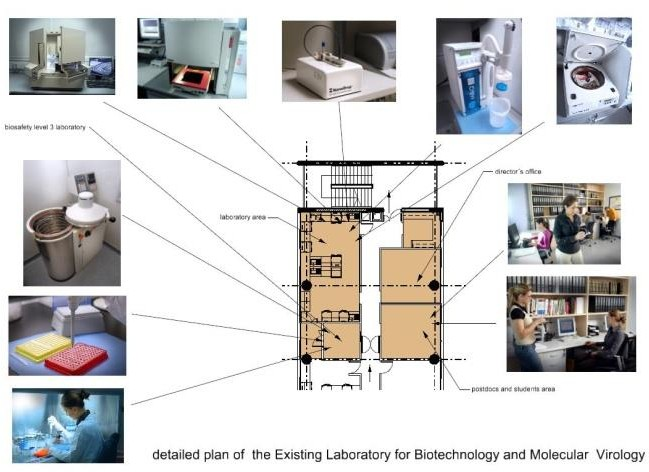 biosafety level 3 laboratory
director´s office
laboratory area
postdocs and students area
detailed plan of the Existing Laboratory for Biotechnology and Molecular Virology